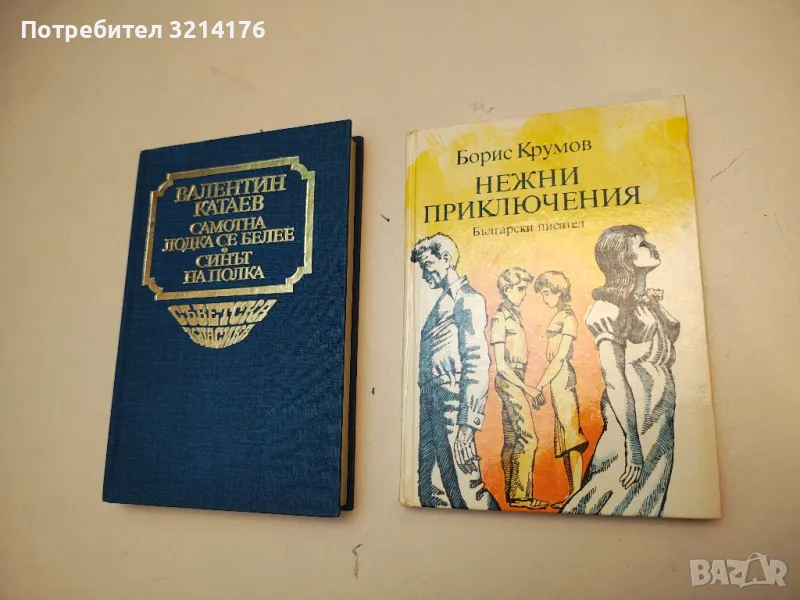 Потребител 3214176
ВАЛЕНТИН
КАТАЕВ
САМОТНА
ЛОДКА СЕ БЕЛЕЕ
•
СИНЪТ
НА ПОЛКА
СЪВЕТСКА
КЛАСИКА
Борис Крумов
НЕЖНИ
ПРИКЛЮЧЕНИЯ
Български писател
BAZAR